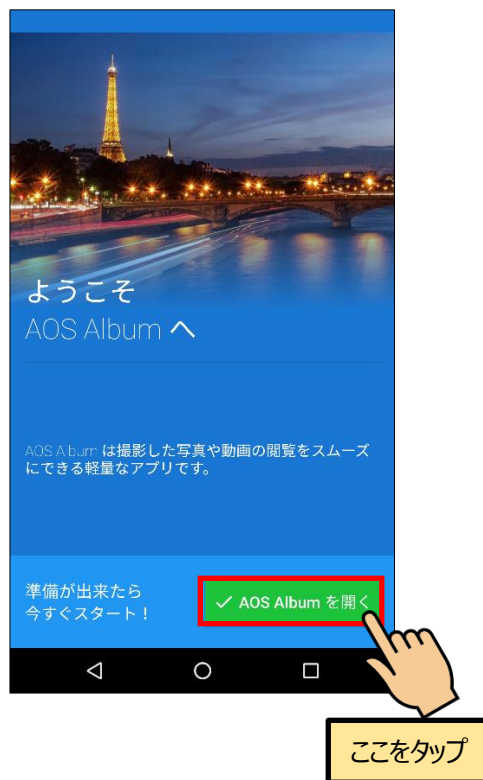 ようこそ
AOS Album へ
AOS Album は撮影した写真や動画の閲覧をスムーズ
にできる軽量なアプリです。
準備が出来たら
今すぐスタート！
✓ AOS Album を開く
ここをタップ